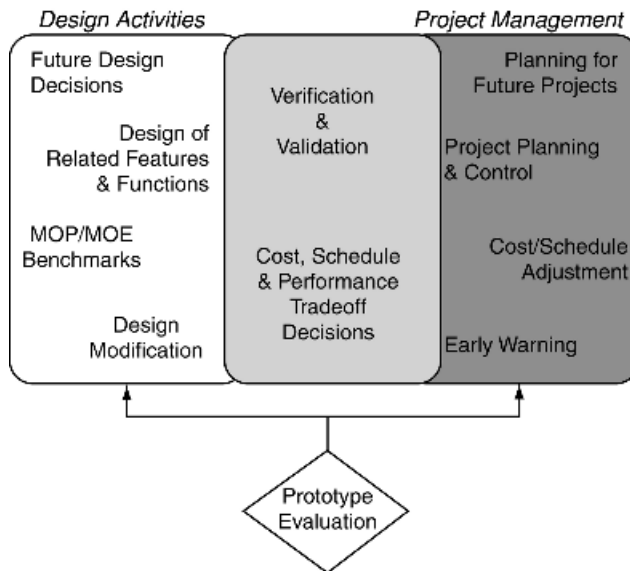 Design Activities
Project Management
Future Design
Decisions
Design of
Related Features
& Functions
MOP/MOE
Benchmarks
Design
Modification
Verification
&
Validation
Cost, Schedule
& Performance
Tradeoff
Decisions
Planning for
Future Projects
Project Planning
& Control
Cost/Schedule
Adjustment
Early Warning
Prototype
Evaluation